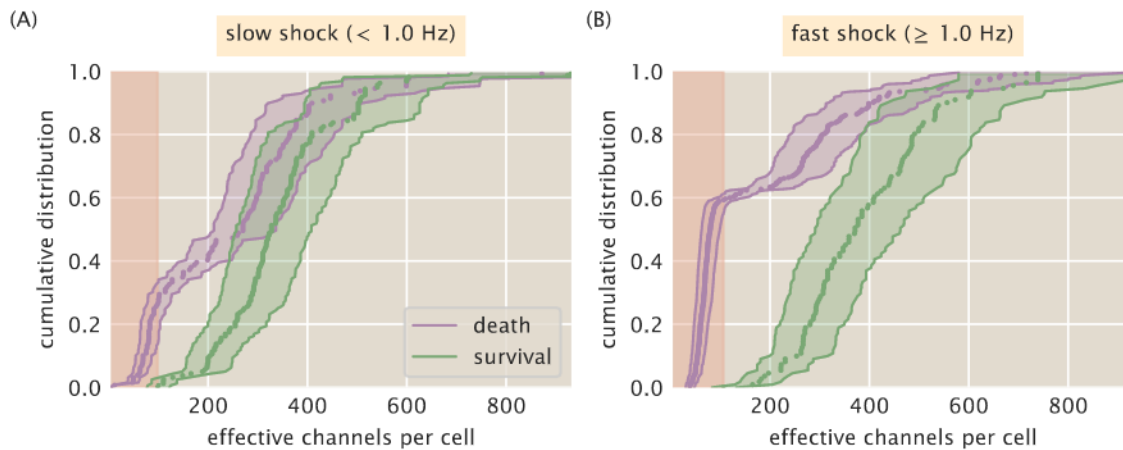 (A)
slow shock (< 1.0 Hz)
1.0
0.8
0.6
0.4
0.2
0.0
cumulative distribution
200
400
600
800
effective channels per cell
death
survival
(B)
fast shock (≥ 1.0 Hz)
1.0
0.8
0.6
0.4
0.2
0.0
cumulative distribution
200
400
600
800
effective channels per cell